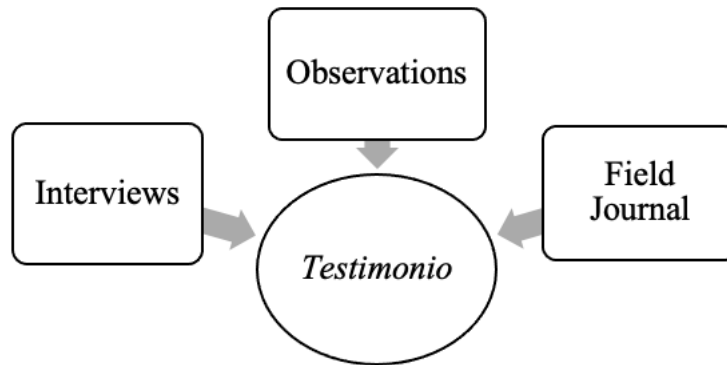 Observations
Interviews
Field
Journal
Testimonio